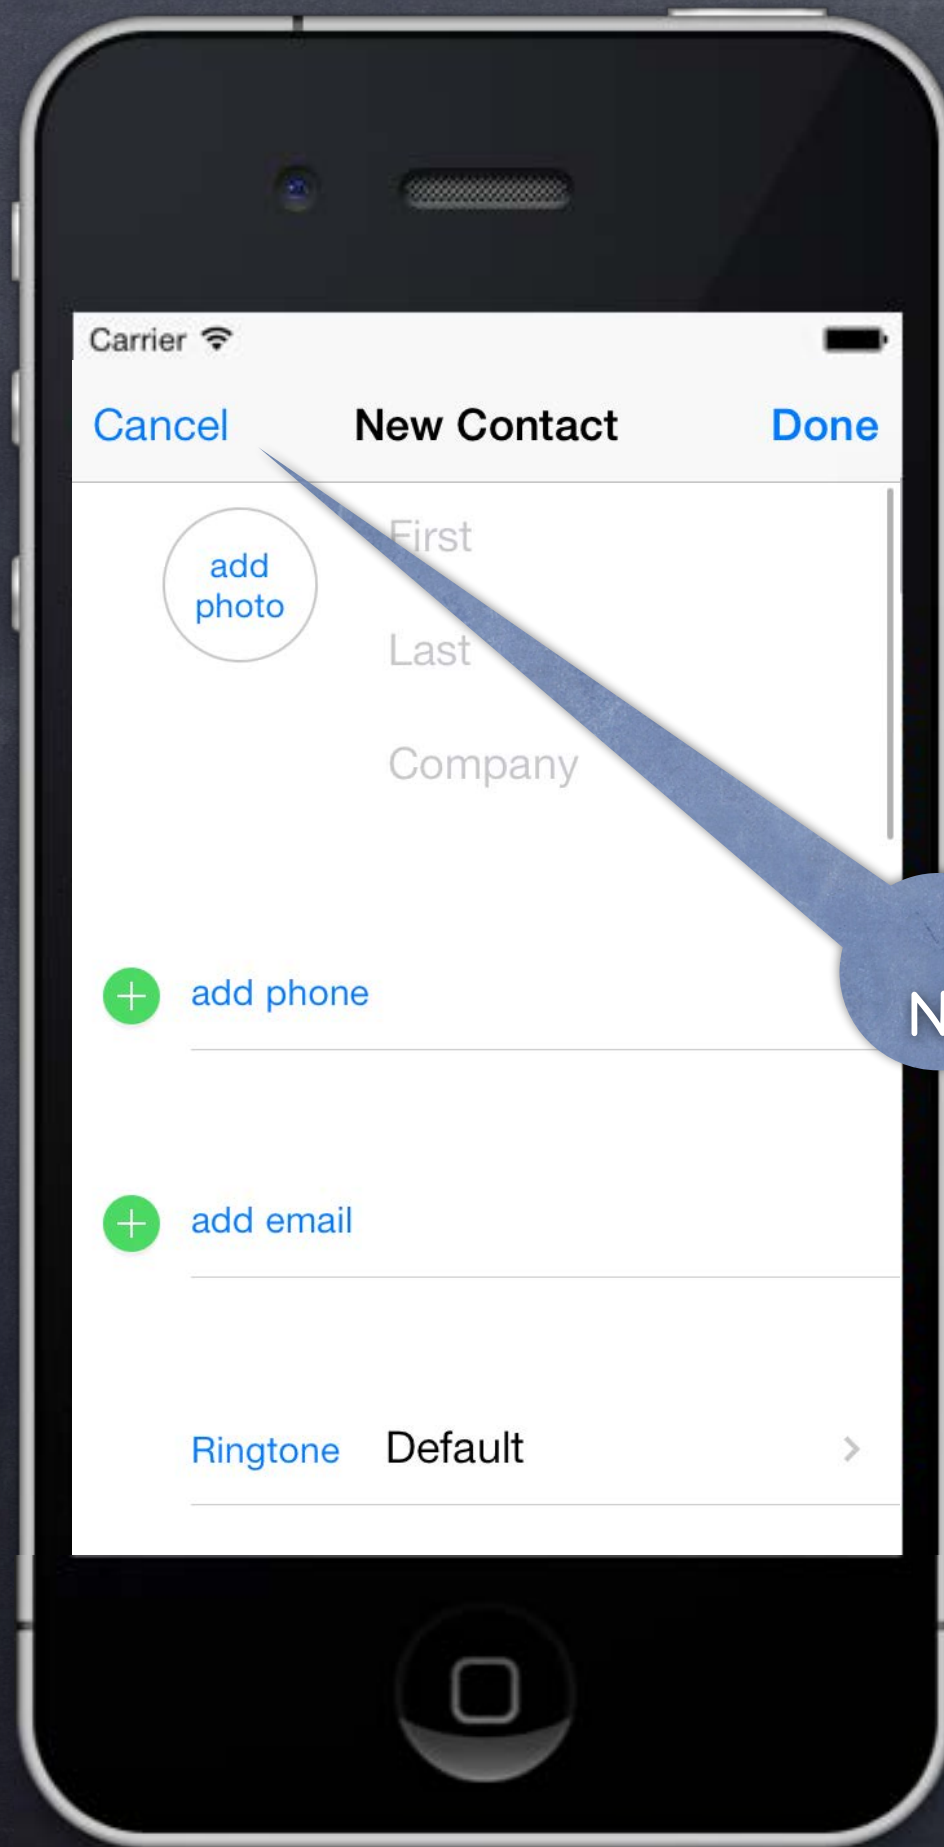 Carrier
Cancel New Contact Done
add
photo
First
Last
Company
add phone
add email
Ringtone Default